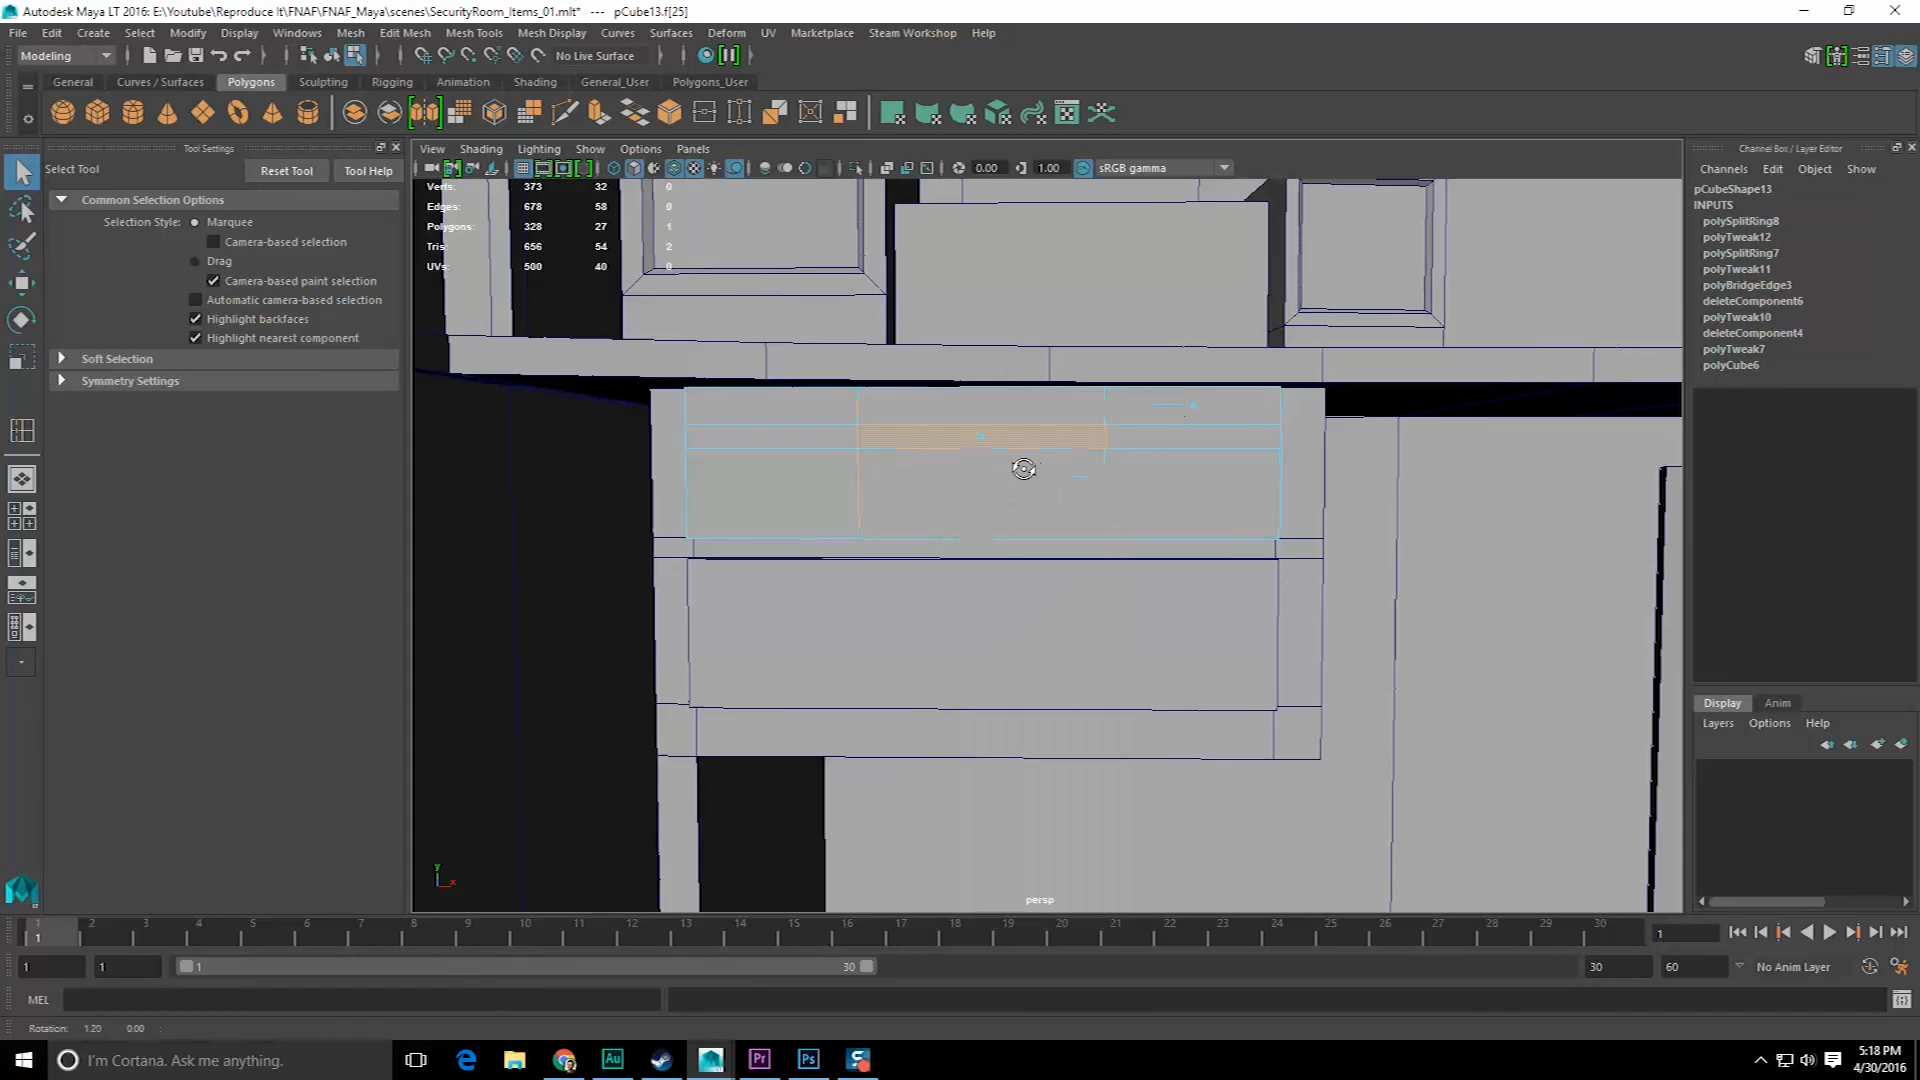 Autodesk Maya LT 2016: E:\Youtube\Reproduce It\FNAF\FNAF_Maya\scenes\SecurityRoom_Items_01.mlt* --- pCube13.f[25]
File Edit Create Select Modify Display Windows Mesh Edit Mesh Mesh Tools Mesh Display Curves Surfaces Deform UV Marketplace Steam Workshop Help
Modeling No Live Surface
General Curves / Surfaces Polygons Sculpting Rigging Animation Shading General_User Polygons_User
Tool Settings
Select Tool Reset Tool Tool Help
Common Selection Options
Selection Style: Marquee
Camera-based selection
Drag
Camera-based paint selection
Automatic camera-based selection
Highlight backfaces
Highlight nearest component
Soft Selection
Symmetry Settings
View Shading Lighting Show Options Panels
0.00 1.00 sRGB gamma
Verts: 373 32 0
Edges: 678 58 0
Polygons: 328 27 1
Tris: 656 54 2
UVs: 500 40 0
y
x
persp
Channel Box / Layer Editor
Channels Edit Object Show
pCubeShape13
INPUTS
polySplitRing8
polyTweak12
polySplitRing7
polyTweak11
polyBridgeEdge3
deleteComponent6
polyTweak10
deleteComponent4
polyTweak7
polyCube6
Display Anim
Layers Options Help
1 2 3 4 5 6 7 8 9 10 11 12 13 14 15 16 17 18 19 20 21 22 23 24 25 26 27 28 29 30
1 1
1 1 1 30 30 60 No Anim Layer
MEL
Rotation: 1.20 0.00 :
I'm Cortana. Ask me anything.
Au Pr Ps
5:18 PM
4/30/2016